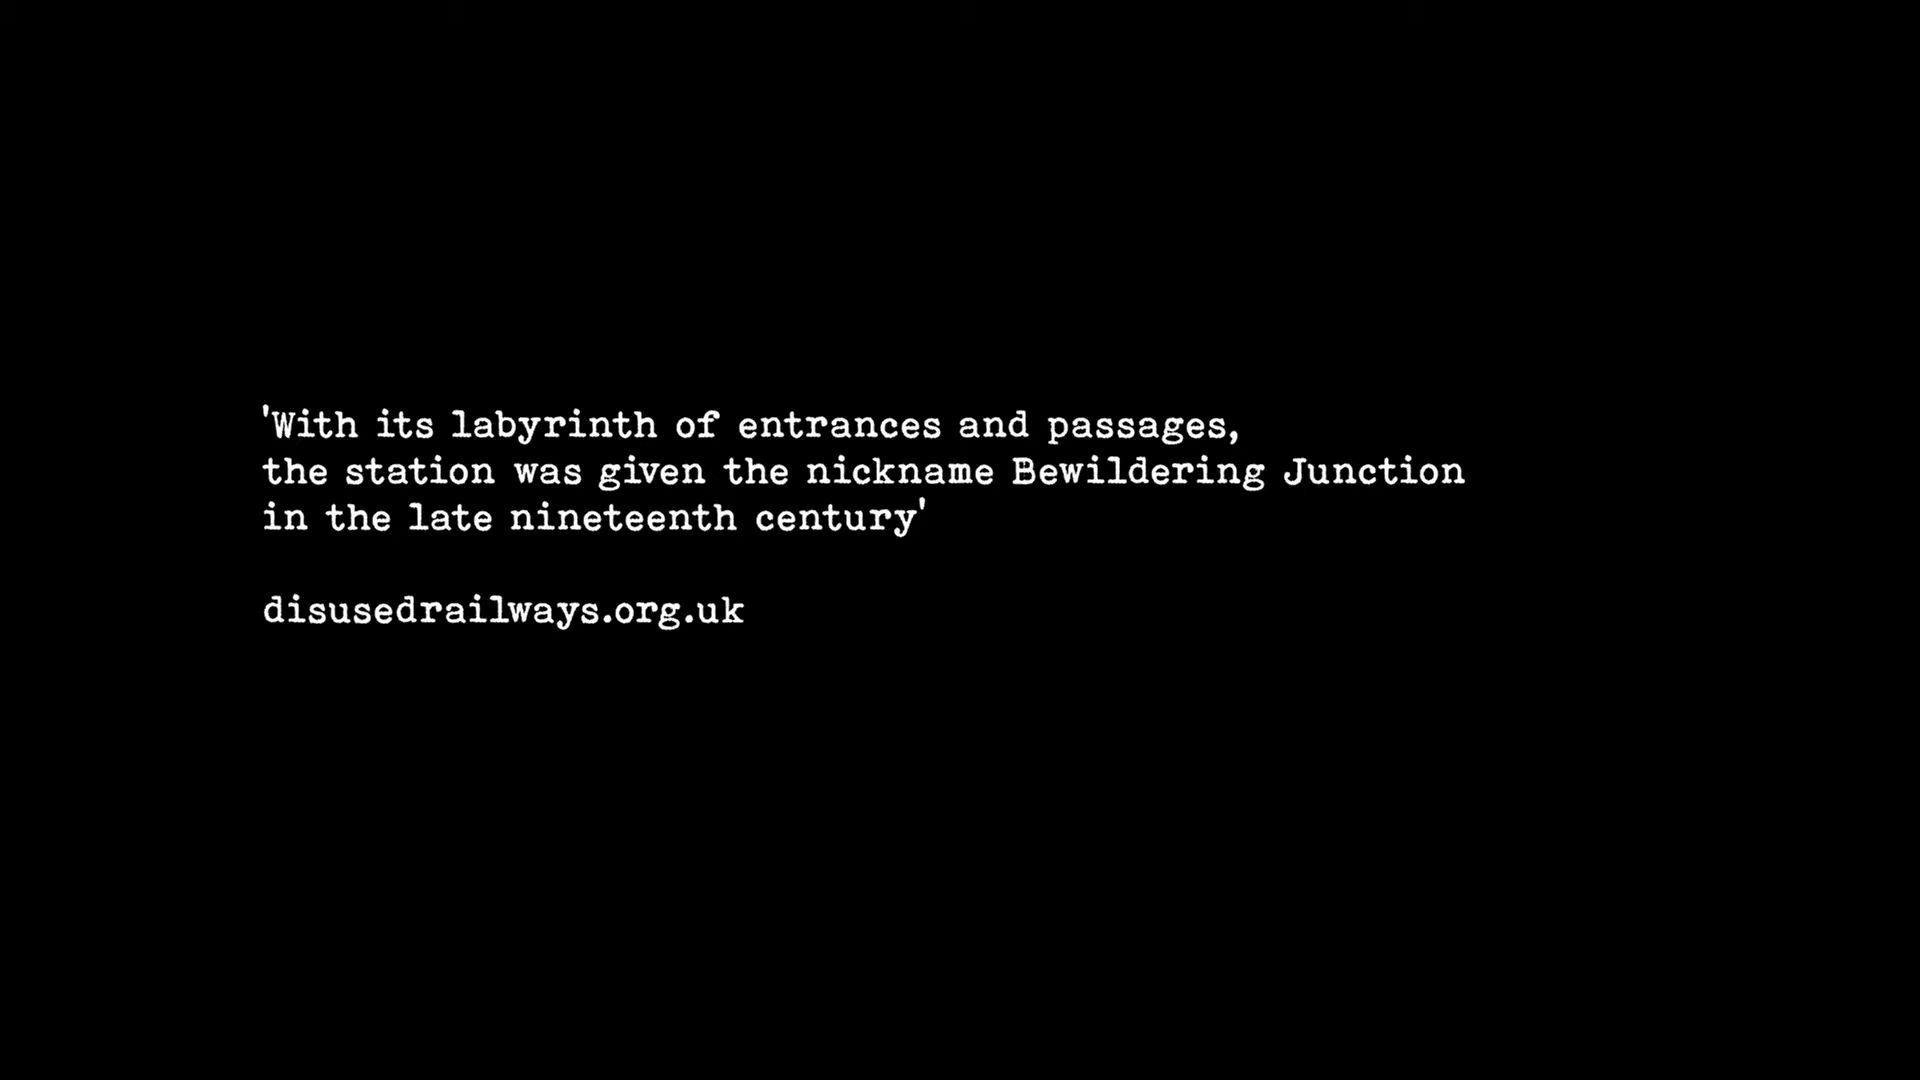 'With its labyrinth of entrances and passages,
the station was given the nickname Bewildering Junction
in the late nineteenth century'
disusedrailways.org.uk